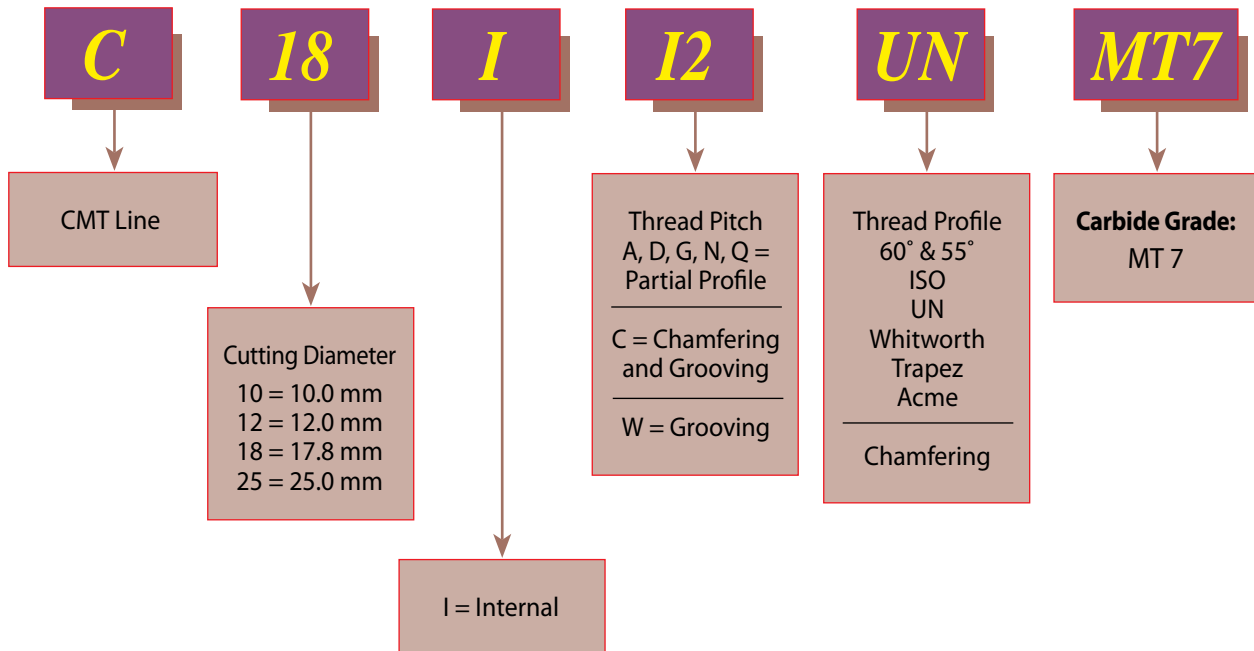 C 18 I I2 UN MT7
CMT Line
Cutting Diameter
10 = 10.0 mm
12 = 12.0 mm
18 = 17.8 mm
25 = 25.0 mm
I = Internal
Thread Pitch
A, D, G, N, Q =
Partial Profile
C = Chamfering
and Grooving
W = Grooving
Thread Profile
60° & 55°
ISO
UN
Whitworth
Trapez
Acme
Chamfering
Carbide Grade:
MT 7